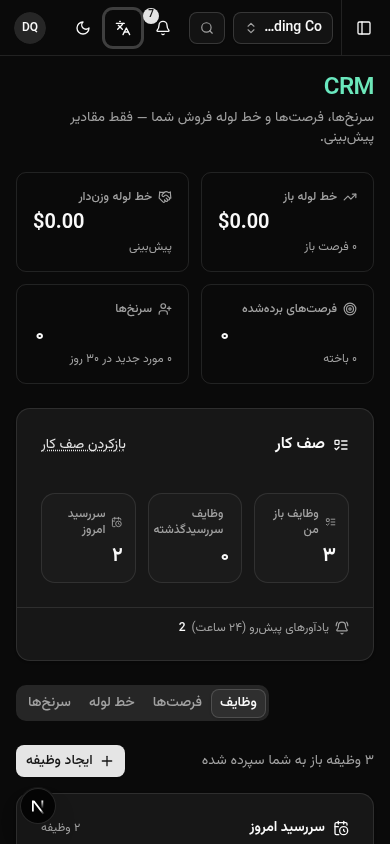 DQ
7
...ding Co
CRM
سرنخ‌ها، فرصت‌ها و خط لوله فروش شما — فقط مقادیر
پیش‌بینی.
خط لوله باز
$0.00
۰ فرصت باز
خط لوله وزن‌دار
$0.00
پیش‌بینی
فرصت‌های برده‌شده
۰
۰ باخته
سرنخ‌ها
۰
۰ مورد جدید در ۳۰ روز
صف کار
بازکردن صف کار
وظایف باز
من
۳
وظایف
سررسیدگذشته
۰
سررسید
امروز
۲
یادآورهای پیش‌رو (۲۴ ساعت) 2
وظایف
فرصت‌ها
خط لوله
سرنخ‌ها
۳ وظیفه باز به شما سپرده شده
ایجاد وظیفه
سررسید امروز
۲ وظیفه
N